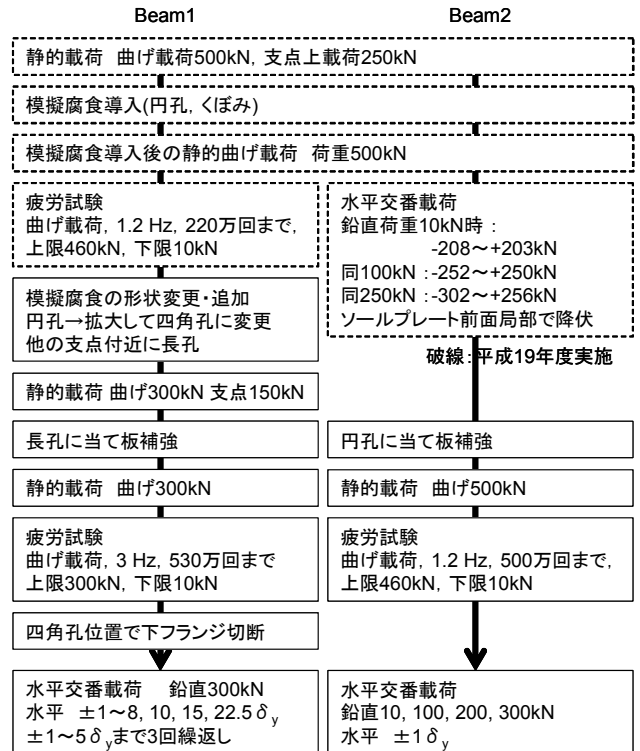 Beam1
Beam2
静的載荷 曲げ載荷500kN, 支点上載荷250kN
模擬腐食導入(円孔, くぼみ)
模擬腐食導入後の静的曲げ載荷 荷重500kN
疲労試験
曲げ載荷, 1.2 Hz, 220万回まで,
上限460kN, 下限10kN
水平交番載荷
鉛直荷重10kN時：
-208～+203kN
同100kN：-252～+250kN
同250kN：-302～+256kN
ソールプレート前面局部で降伏
破線：平成19年度実施
模擬腐食の形状変更・追加
円孔→拡大して四角孔に変更
他の支点付近に長孔
静的載荷 曲げ300kN 支点150kN
長孔に当て板補強
円孔に当て板補強
静的載荷 曲げ300kN
静的載荷 曲げ500kN
疲労試験
曲げ載荷, 3 Hz, 530万回まで
上限300kN, 下限10kN
疲労試験
曲げ載荷, 1.2 Hz, 500万回まで,
上限460kN, 下限10kN
四角孔位置で下フランジ切断
水平交番載荷 鉛直300kN
水平 ±1～8, 10, 15, 22.5δy
±1～5δyまで3回繰返し
水平交番載荷
鉛直10, 100, 200, 300kN
水平 ±1δy